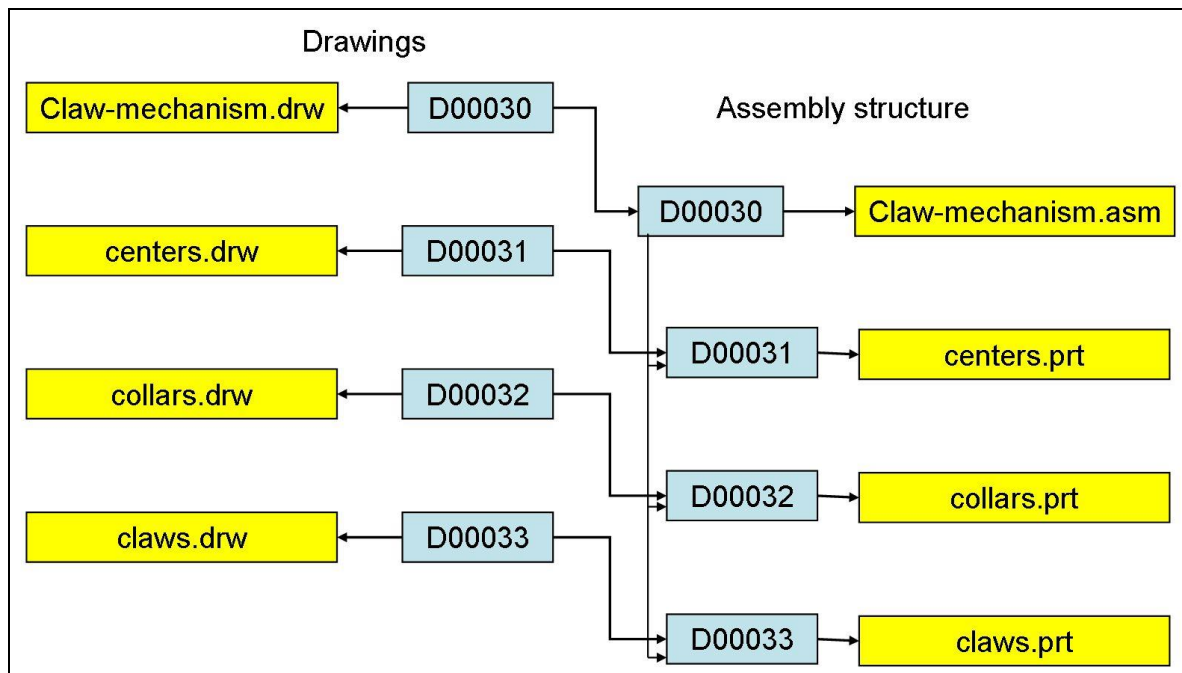 Drawings
Claw-mechanism.drw
D00030
Assembly structure
D00030
Claw-mechanism.asm
centers.drw
D00031
D00031
centers.prt
collars.drw
D00032
D00032
collars.prt
claws.drw
D00033
D00033
claws.prt